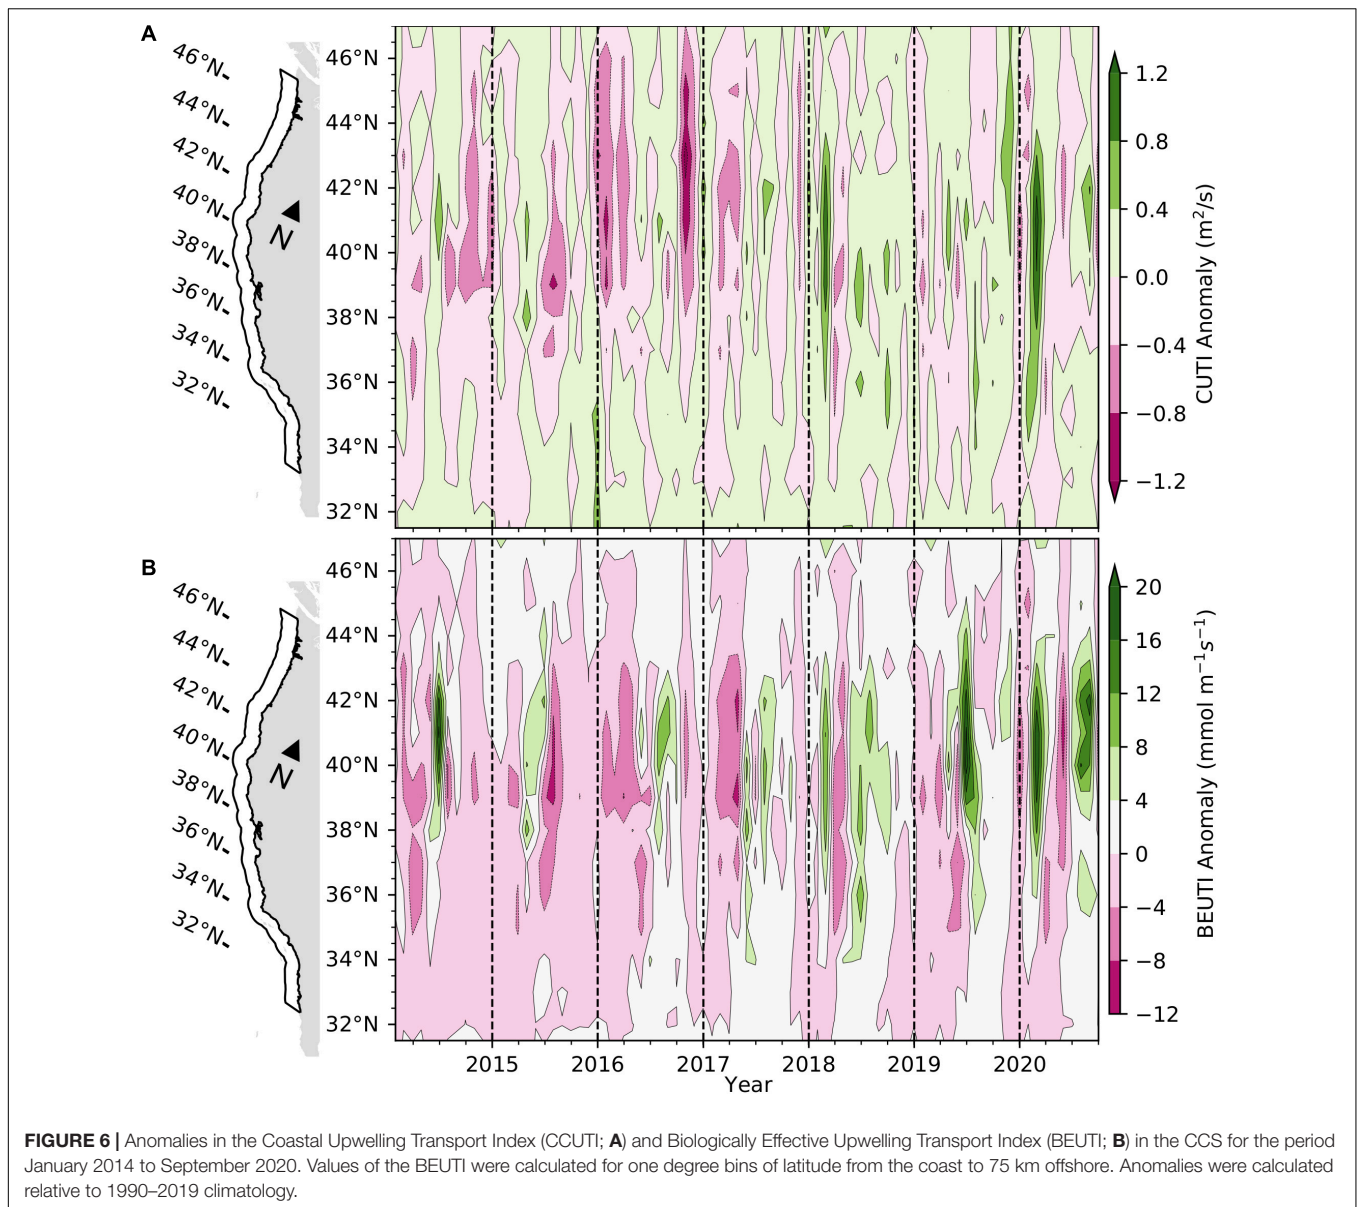 A
46°N
44°N
42°N
40°N
38°N
36°N
34°N
32°N
N
46°N
44°N
42°N
40°N
38°N
36°N
34°N
32°N
1.2
0.8
0.4
0.0
−0.4
−0.8
−1.2
CUTI Anomaly (m²/s)
B
46°N
44°N
42°N
40°N
38°N
36°N
34°N
32°N
N
46°N
44°N
42°N
40°N
38°N
36°N
34°N
32°N
20
16
12
8
4
0
−4
−8
−12
BEUTI Anomaly (mmol m⁻¹s⁻¹)
2015 2016 2017 2018 2019 2020
Year
FIGURE 6 | Anomalies in the Coastal Upwelling Transport Index (CCUTI; A) and Biologically Effective Upwelling Transport Index (BEUTI; B) in the CCS for the period
January 2014 to September 2020. Values of the BEUTI were calculated for one degree bins of latitude from the coast to 75 km offshore. Anomalies were calculated
relative to 1990–2019 climatology.